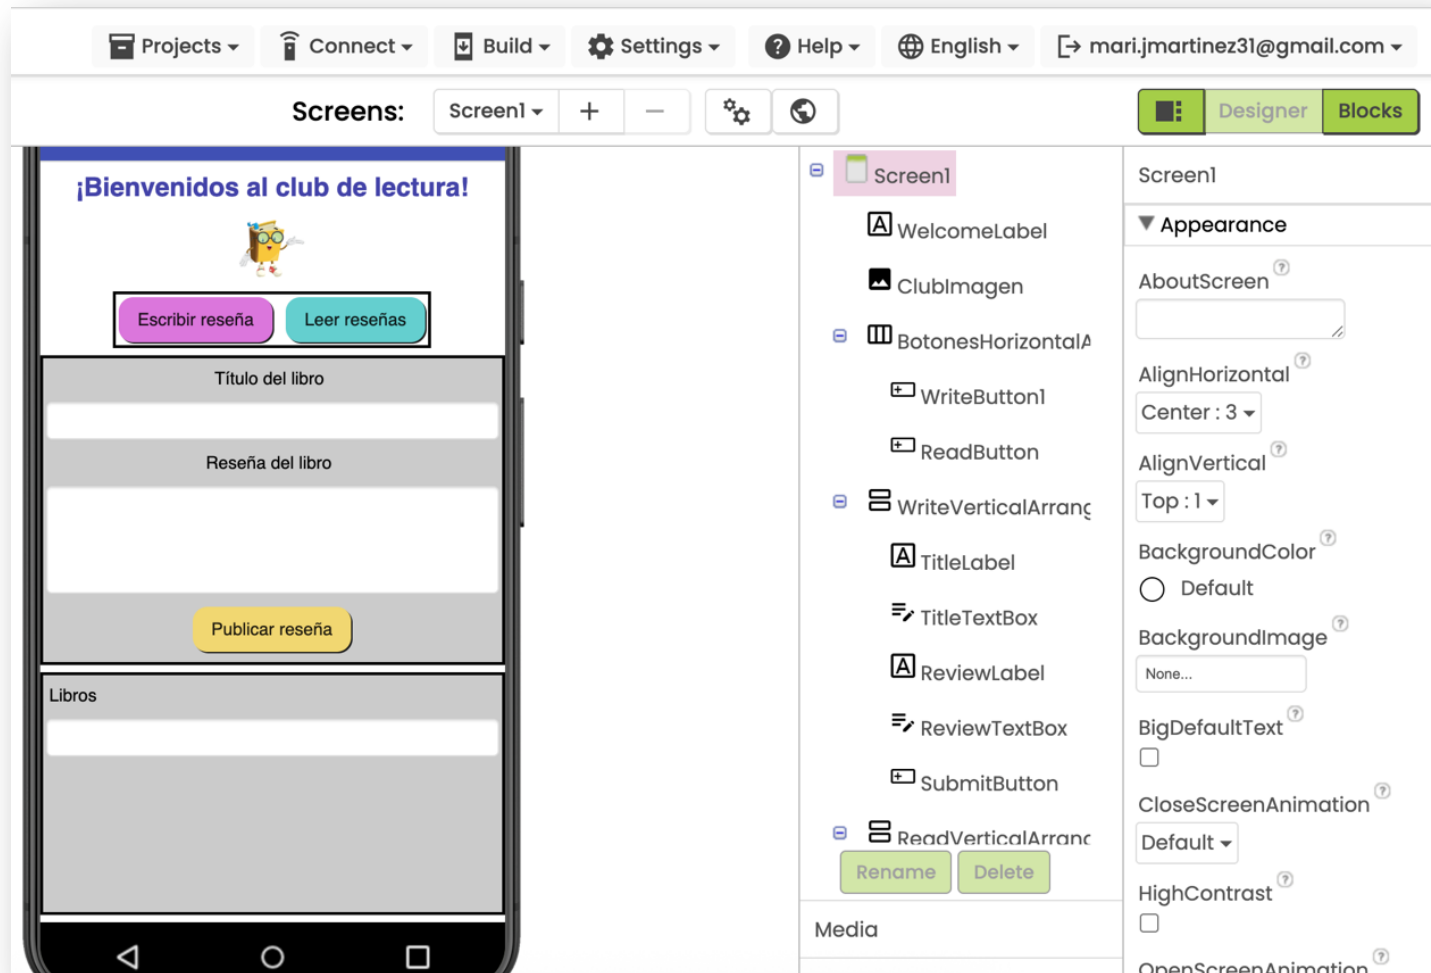 Projects Connect Build Settings Help English mari.jmartinez31@gmail.com
Screens: Screen1 Designer Blocks
¡Bienvenidos al club de lectura!
Escribir reseña Leer reseñas
Título del libro
Reseña del libro
Publicar reseña
Libros
Screen1
WelcomeLabel
ClubImagen
BotonesHorizontalA
WriteButton1
ReadButton
WriteVerticalArrang
TitleLabel
TitleTextBox
ReviewLabel
ReviewTextBox
SubmitButton
ReadVerticalArranc
Rename Delete
Media
Screen1
Appearance
AboutScreen
AlignHorizontal
Center : 3
AlignVertical
Top : 1
BackgroundColor
Default
BackgroundImage
None...
BigDefaultText
CloseScreenAnimation
Default
HighContrast
OpenScreenAnimation